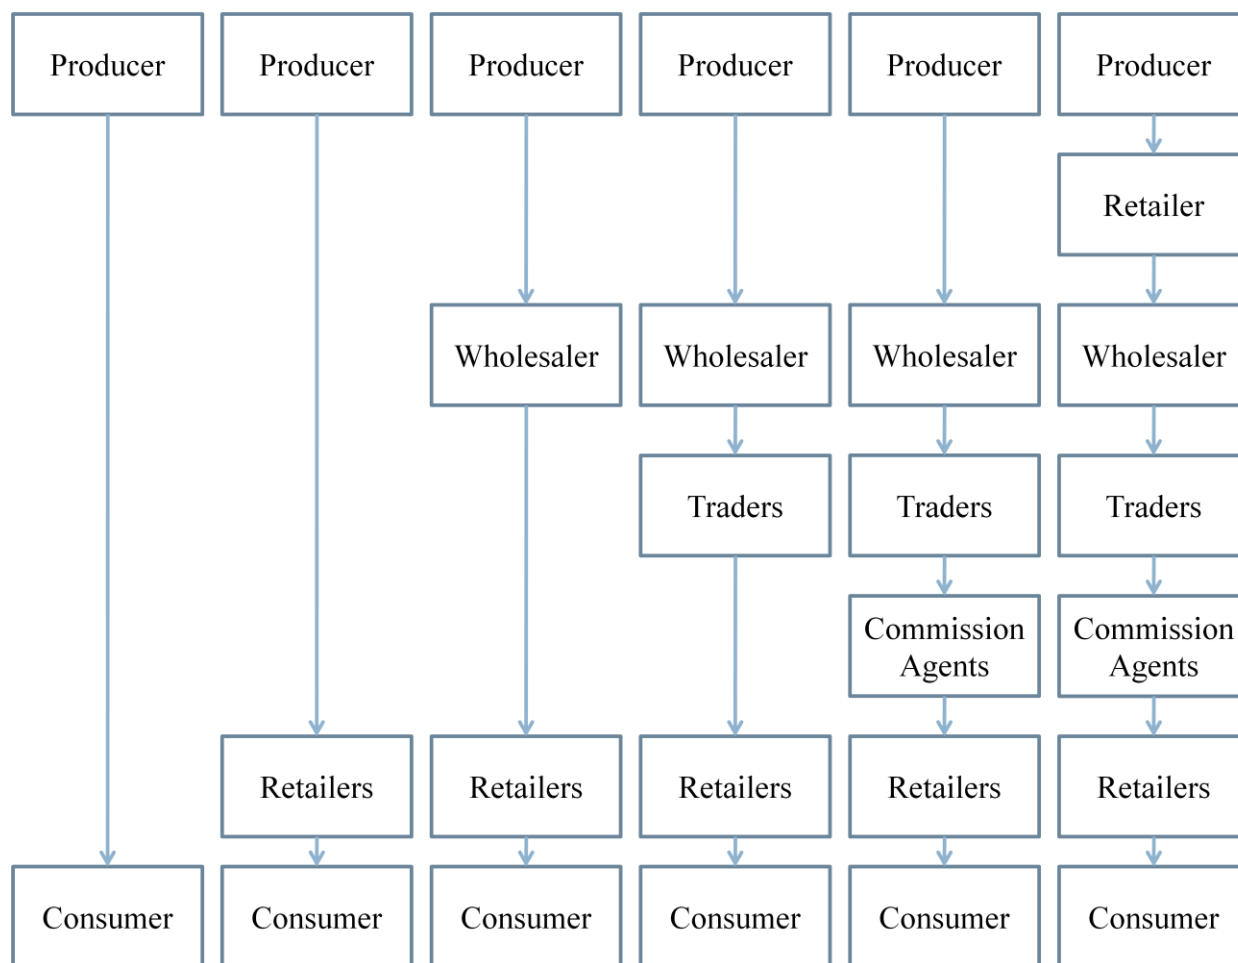 Producer
Producer
Producer
Producer
Producer
Producer
Retailer
Wholesaler
Wholesaler
Wholesaler
Wholesaler
Traders
Traders
Traders
Commission
Agents
Commission
Agents
Retailers
Retailers
Retailers
Retailers
Retailers
Consumer
Consumer
Consumer
Consumer
Consumer
Consumer